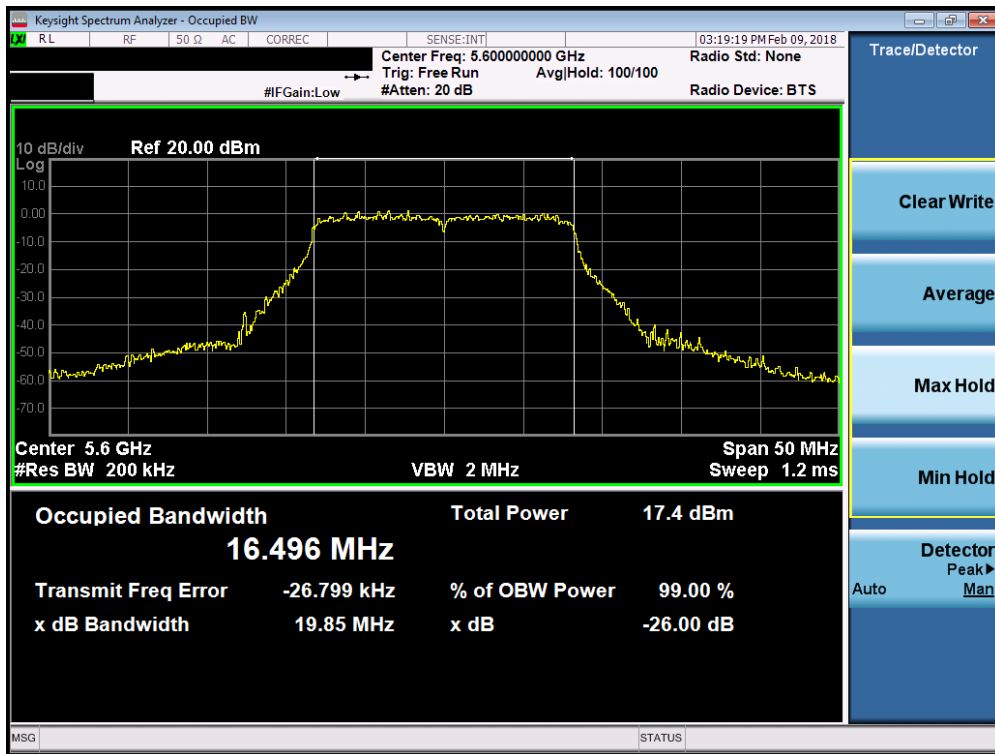 Keysight Spectrum Analyzer - Occupied BW
LXI RL RF 50 Ω AC CORREC SENSE:INT 03:19:19 PM Feb 09, 2018
Center Freq: 5.600000000 GHz Radio Std: None
Trig: Free Run Avg|Hold: 100/100
#IFGain:Low #Atten: 20 dB Radio Device: BTS
Trace/Detector
10 dB/div Ref 20.00 dBm
Log
10.0
0.00
-10.0
-20.0
-30.0
-40.0
-50.0
-60.0
-70.0
Center 5.6 GHz Span 50 MHz
#Res BW 200 kHz VBW 2 MHz Sweep 1.2 ms
Occupied Bandwidth Total Power 17.4 dBm
16.496 MHz
Transmit Freq Error -26.799 kHz % of OBW Power 99.00 %
x dB Bandwidth 19.85 MHz x dB -26.00 dB
Clear Write
Average
Max Hold
Min Hold
Detector
Peak▶
Auto Man
MSG STATUS